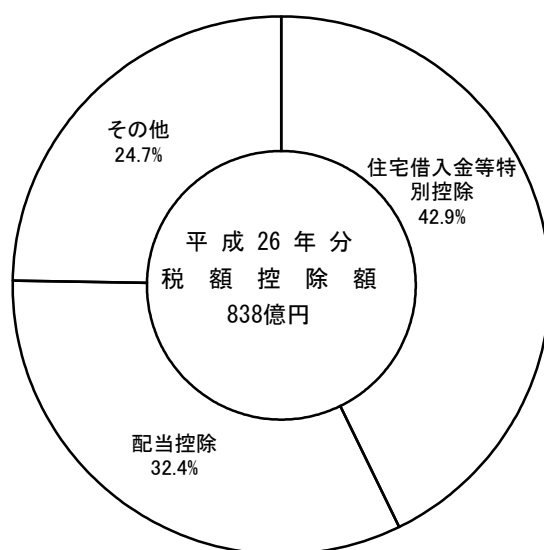 その他
24.7%
住宅借入金等特
別控除
42.9%
平成26年分
税額控除額
838億円
配当控除
32.4%